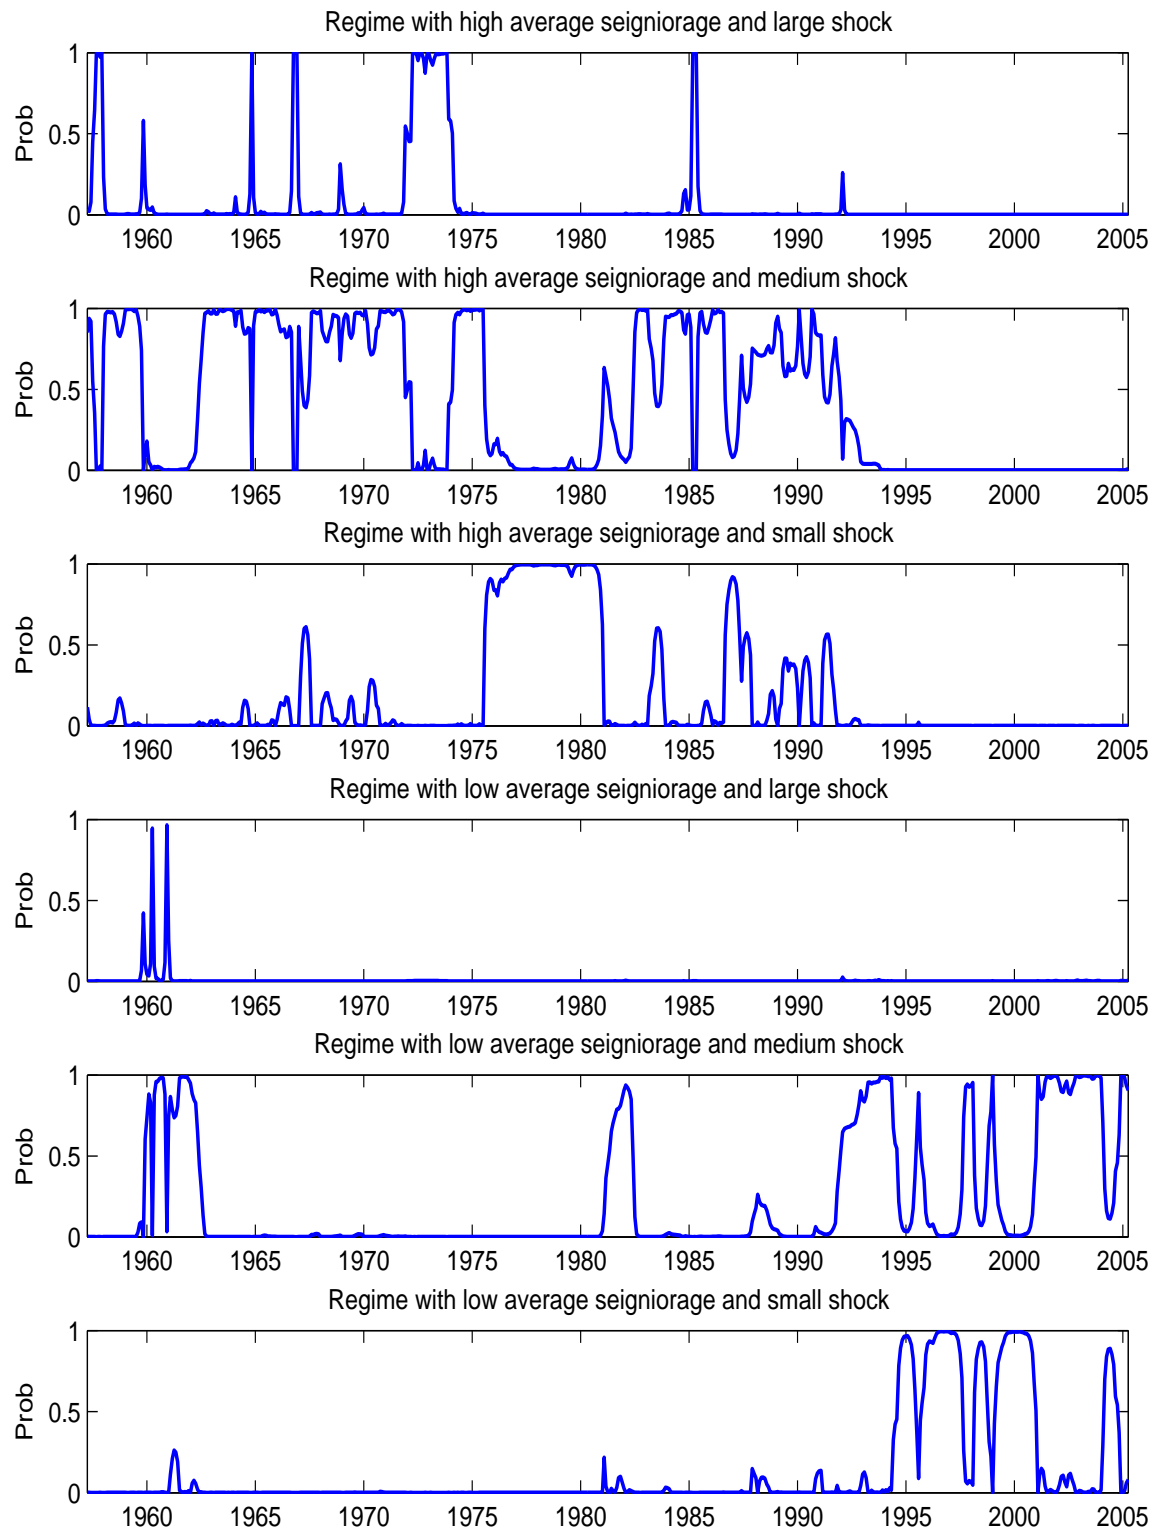 Regime with high average seigniorage and large shock
1
0.5
0
Prob
1960 1965 1970 1975 1980 1985 1990 1995 2000 2005
Regime with high average seigniorage and medium shock
1
0.5
0
Prob
1960 1965 1970 1975 1980 1985 1990 1995 2000 2005
Regime with high average seigniorage and small shock
1
0.5
0
Prob
1960 1965 1970 1975 1980 1985 1990 1995 2000 2005
Regime with low average seigniorage and large shock
1
0.5
0
Prob
1960 1965 1970 1975 1980 1985 1990 1995 2000 2005
Regime with low average seigniorage and medium shock
1
0.5
0
Prob
1960 1965 1970 1975 1980 1985 1990 1995 2000 2005
Regime with low average seigniorage and small shock
1
0.5
0
Prob
1960 1965 1970 1975 1980 1985 1990 1995 2000 2005